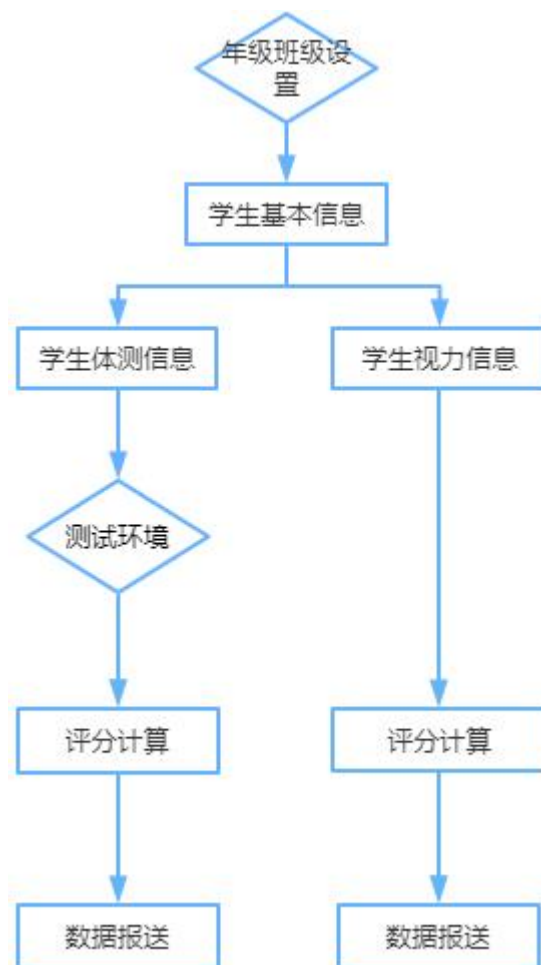 年级班级设
置
学生基本信息
学生体测信息
学生视力信息
测试环境
评分计算
评分计算
数据报送
数据报送